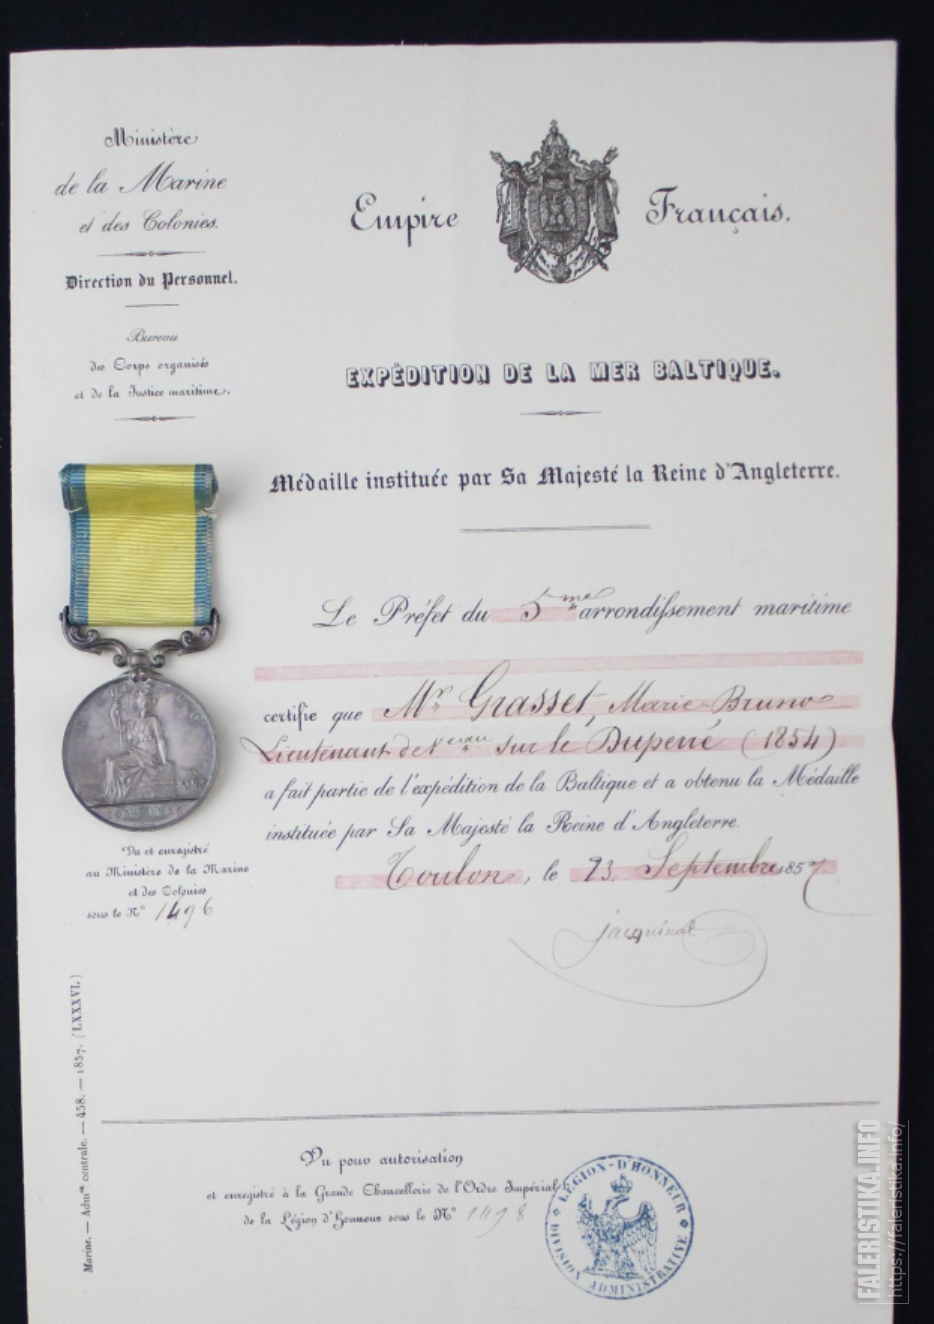 Ministère
de la Marine
et des Colonies.
Direction du Personnel.
Bureau
des Corps organisés
et de la Justice maritime.
Empire Français.
EXPÉDITION DE LA MER BALTIQUE.
Médaille instituée par Sa Majesté la Reine d'Angleterre.
Le Préfet du 5me arrondissement maritime
certifie que Mr Grasset, Marie Bruno
Lieutenant de Veau sur le Duperré (1854)
a fait partie de l'expédition de la Baltique et a obtenu la Médaille
instituée par Sa Majesté la Reine d'Angleterre.
Toulon, le 23 Septembre 1857
Jacquinot
1854-1855
Vu et enregistré
au Ministère de la Marine
et des Colonies
sous le No 1496
Marine. — Admon centrale. — 458. — 1857. (LXXXVI.)
Vu pour autorisation
et enregistré à la Grande Chancellerie de l'Ordre Impérial
de la Légion d'Honneur sous le No 1498
LÉGION-D'HONNEUR
DIVISION ADMINISTRATIVE
FALERISTIKA.INFO
https://faleristika.info/